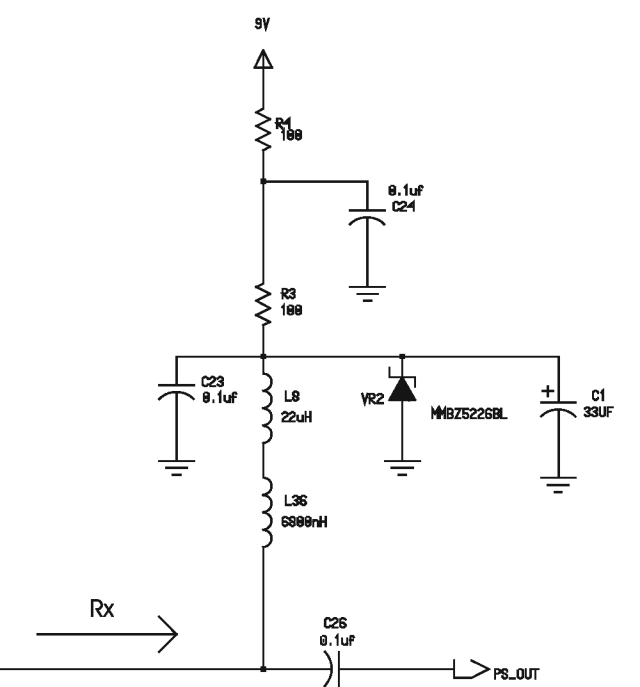 9V
R4
100
0.1uf
C24
R3
100
C23
0.1uf
L8
22uH
VR2
MMBZ5226BL
+
C1
33UF
L36
6800nH
Rx
C26
0.1uf
PS_OUT